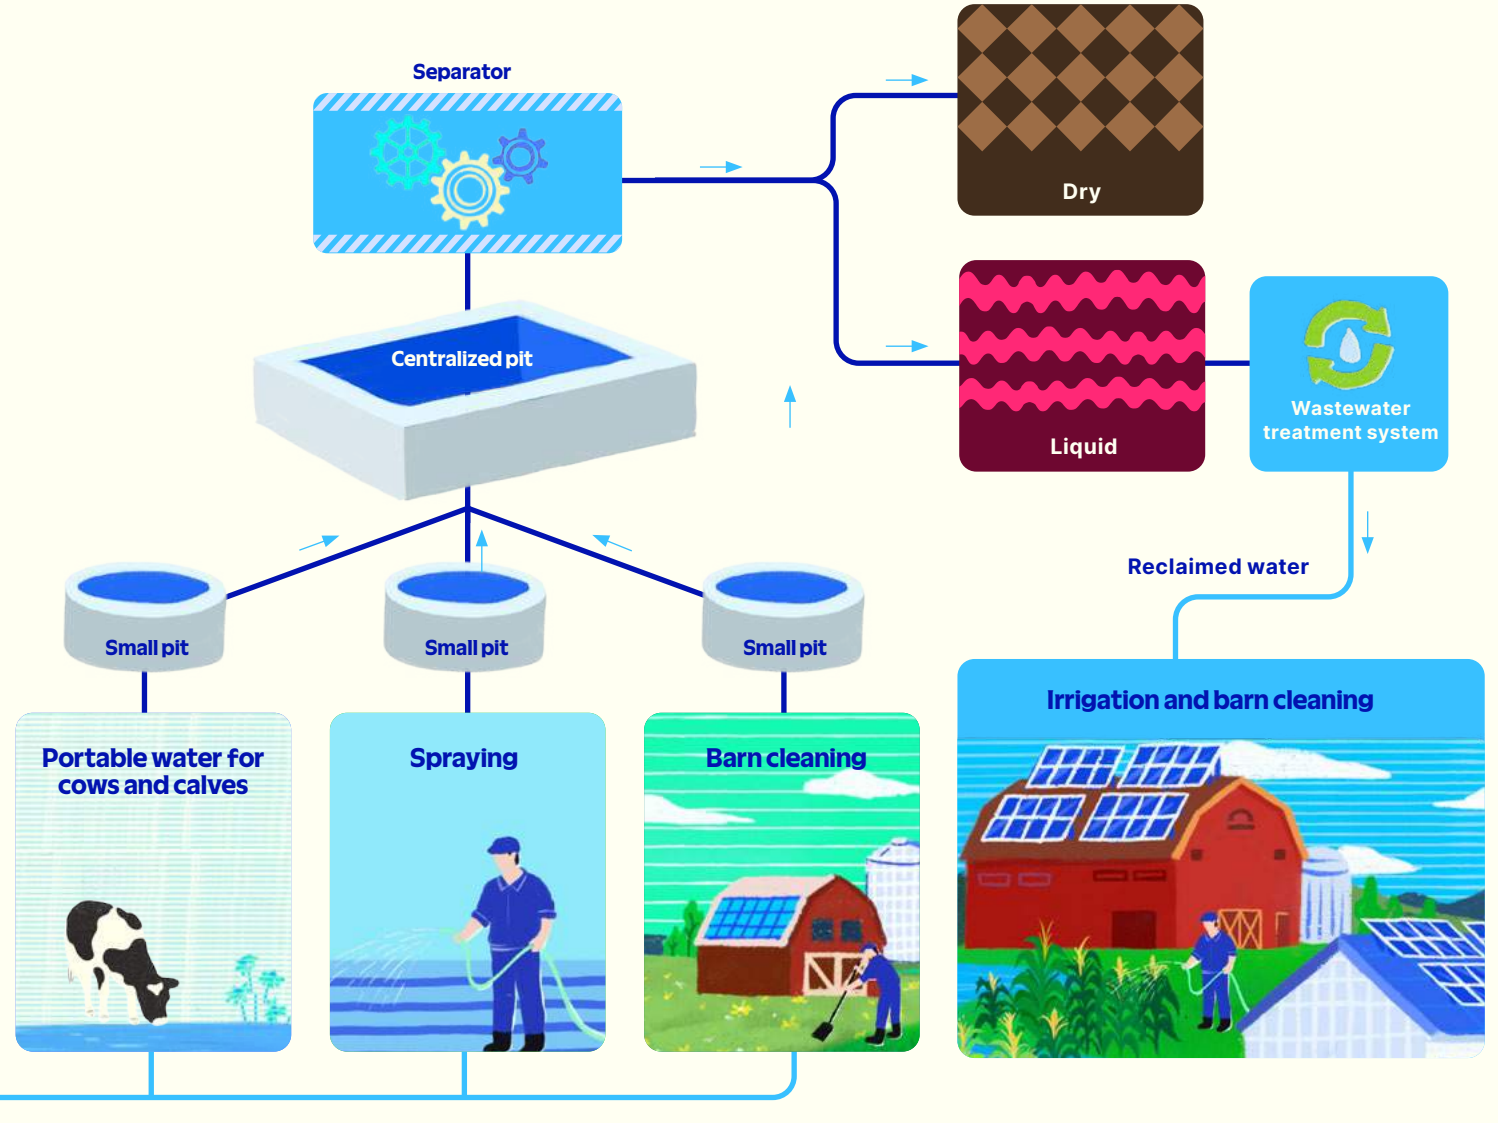 Separator
Dry
Centralized pit
Liquid
Wastewater
treatment system
Reclaimed water
Small pit
Small pit
Small pit
Portable water for
cows and calves
Spraying
Barn cleaning
Irrigation and barn cleaning